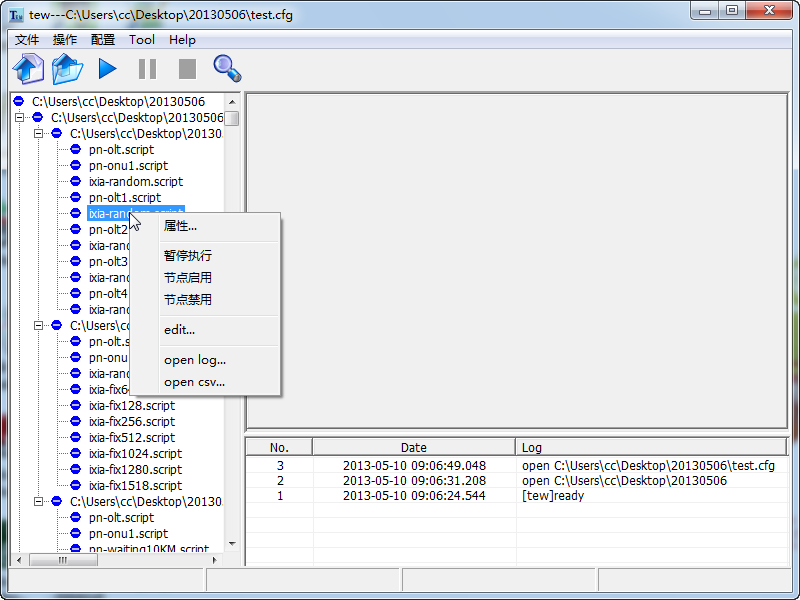 tew---C:\Users\cc\Desktop\20130506\test.cfg
文件 操作 配置 Tool Help
C:\Users\cc\Desktop\20130506
C:\Users\cc\Desktop\20130506
C:\Users\cc\Desktop\20130
pn-olt.script
pn-onu1.script
ixia-random.script
pn-olt1.script
ixia-random.script
pn-olt2
ixia-rand
pn-olt3
ixia-rand
pn-olt4
ixia-rand
C:\Users\cc
pn-olt.s
pn-onu
ixia-rand
ixia-fix6
ixia-fix128.script
ixia-fix256.script
ixia-fix512.script
ixia-fix1024.script
ixia-fix1280.script
ixia-fix1518.script
C:\Users\cc\Desktop\20130
pn-olt.script
pn-onu1.script
pn-waiting10KM.script
属性...
暂停执行
节点启用
节点禁用
edit...
open log...
open csv...
No. Date Log
3 2013-05-10 09:06:49.048 open C:\Users\cc\Desktop\20130506\test.cfg
2 2013-05-10 09:06:31.208 open C:\Users\cc\Desktop\20130506
1 2013-05-10 09:06:24.544 [tew]ready